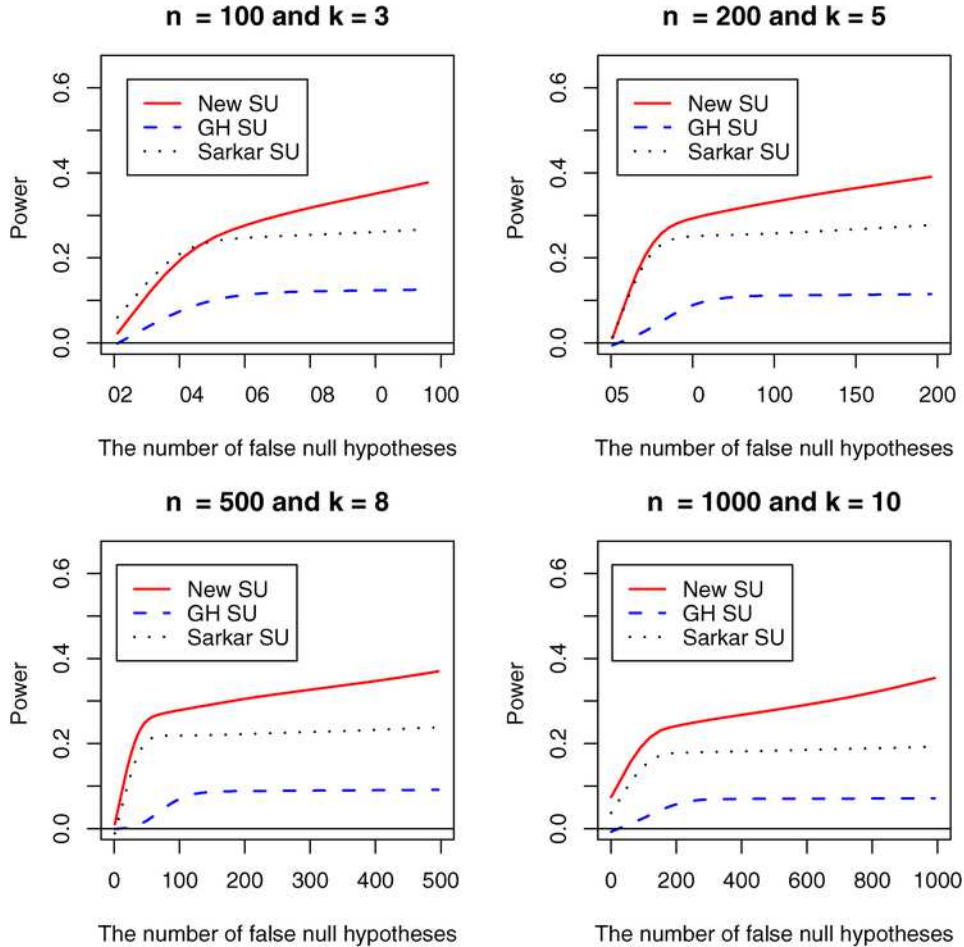 n = 100 and k = 3
n = 200 and k = 5
Power
0.0 0.2 0.4 0.6
New SU
GH SU
Sarkar SU
02 04 06 08 0 100
The number of false null hypotheses
Power
0.0 0.2 0.4 0.6
New SU
GH SU
Sarkar SU
05 0 100 150 200
The number of false null hypotheses
n = 500 and k = 8
n = 1000 and k = 10
Power
0.0 0.2 0.4 0.6
New SU
GH SU
Sarkar SU
0 100 200 300 400 500
The number of false null hypotheses
Power
0.0 0.2 0.4 0.6
New SU
GH SU
Sarkar SU
0 200 400 600 800 1000
The number of false null hypotheses